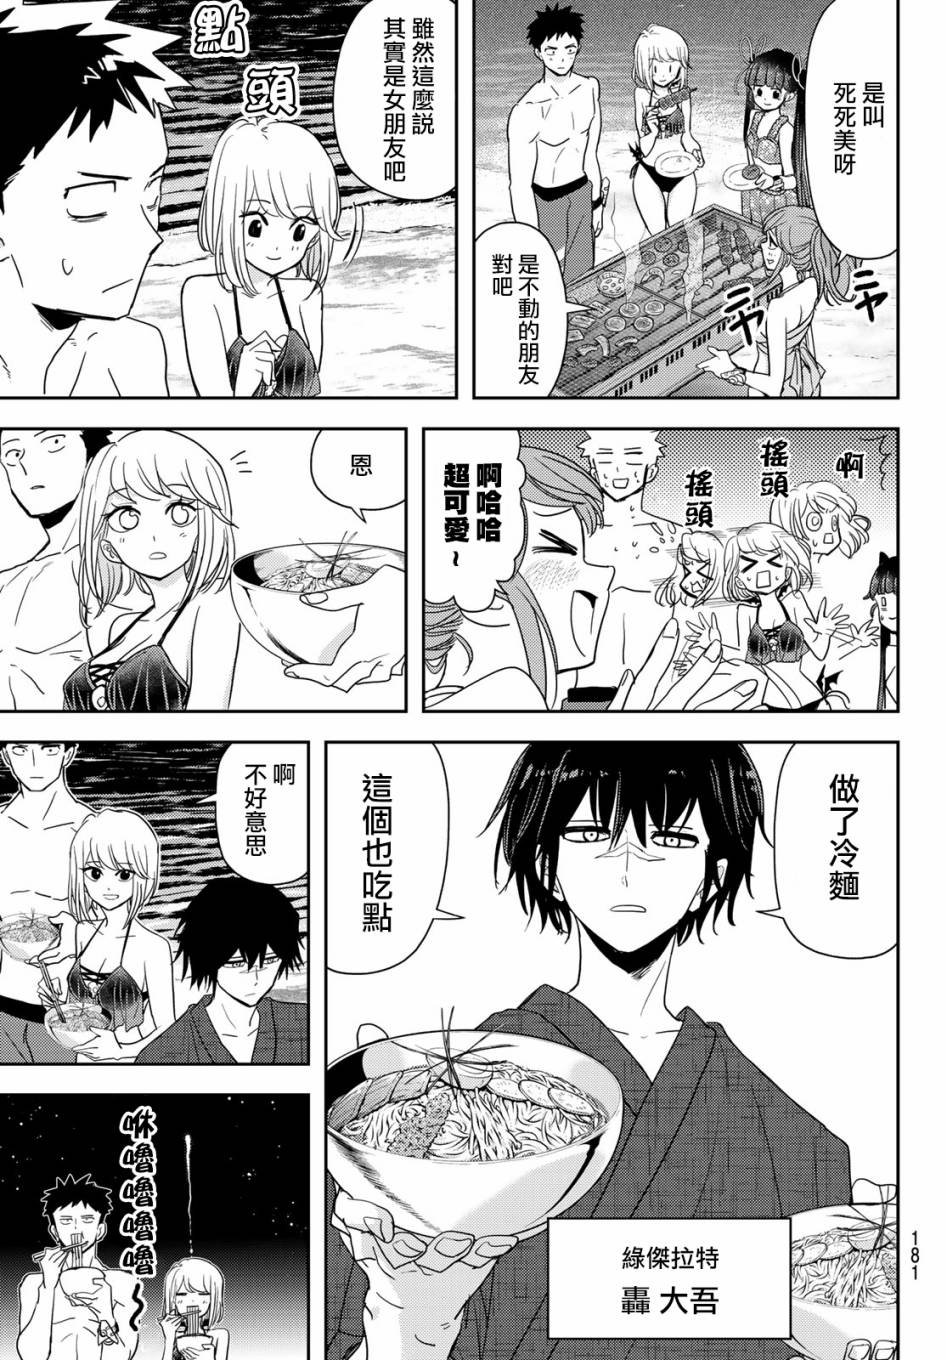 是叫
死死美呀
是不動的朋友
對吧
ニヤ
ニヤ
雖然這麼說
其實是女朋友吧
點
頭
啊
搖頭
搖頭
啊哈哈
超可愛~
恩
做了冷麵
這個也吃點
綠傑拉特
轟 大吾
啊
不好意思
咻嚕嚕嚕嚕~
181